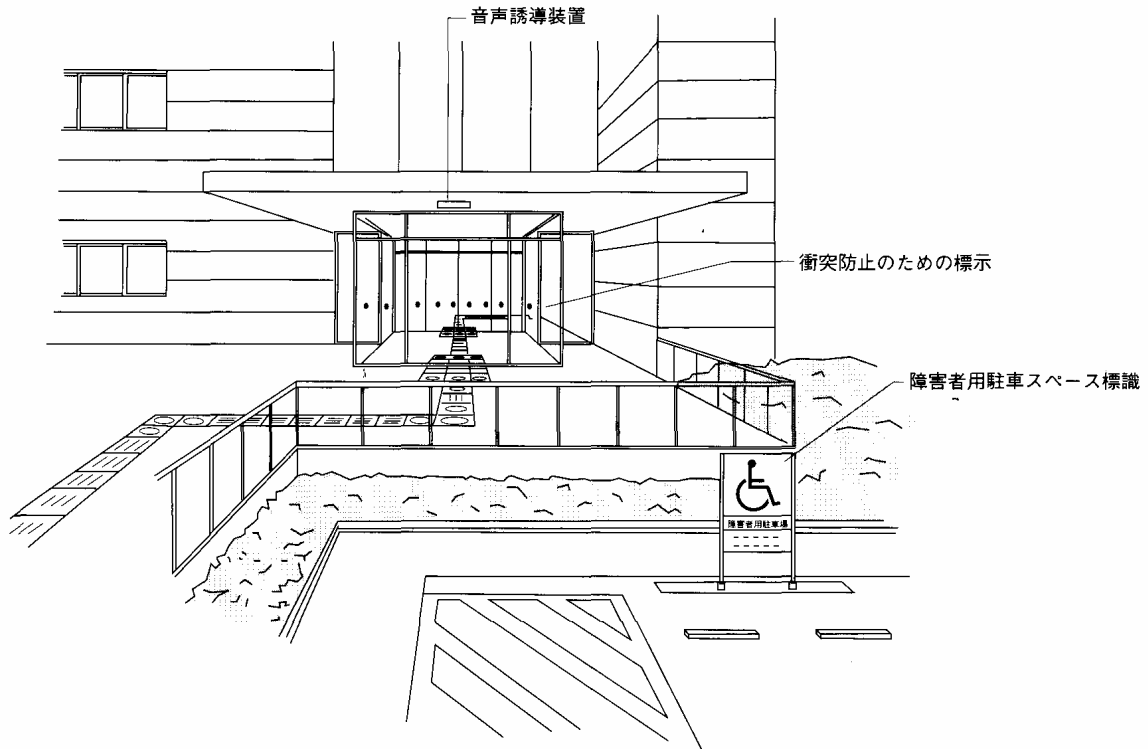 音声誘導装置
衝突防止のための標示
障害者用駐車スペース標識
障害者用駐車場